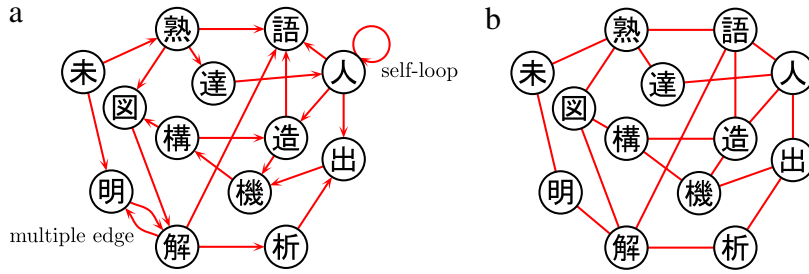 a
熟
語
未
達
人
self-loop
図
構
造
出
明
機
multiple edge
解
析
b
熟
語
未
達
人
図
構
造
出
明
機
解
析